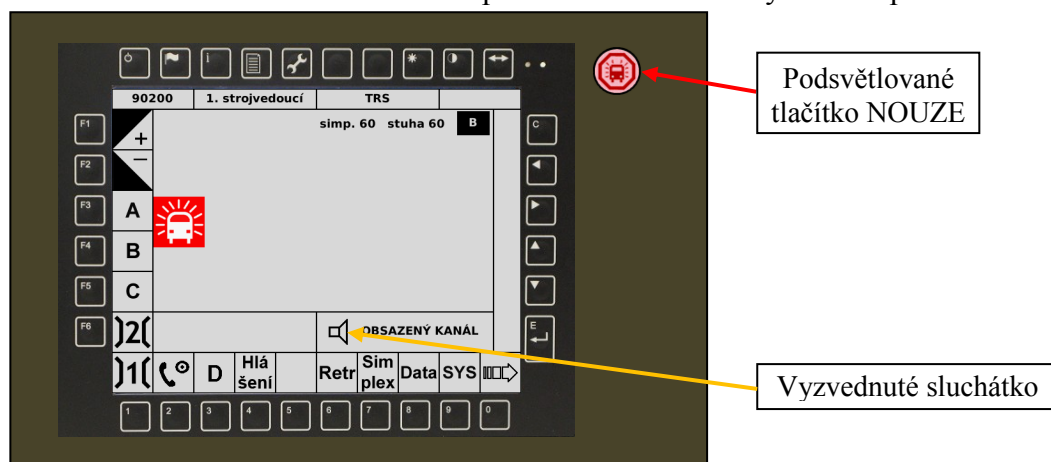 i
90200 1. strojvedoucí TRS
simp. 60 stuha 60 B
F1 + C
F2 −
F3 A
F4 B
F5 C
F6 )2( OBSAZENÝ KANÁL E
)1( D Hlá
šení Retr Sim
plex Data SYS
1 2 3 4 5 6 7 8 9 0
Podsvětlované
tlačítko NOUZE
Vyzvednuté sluchátko